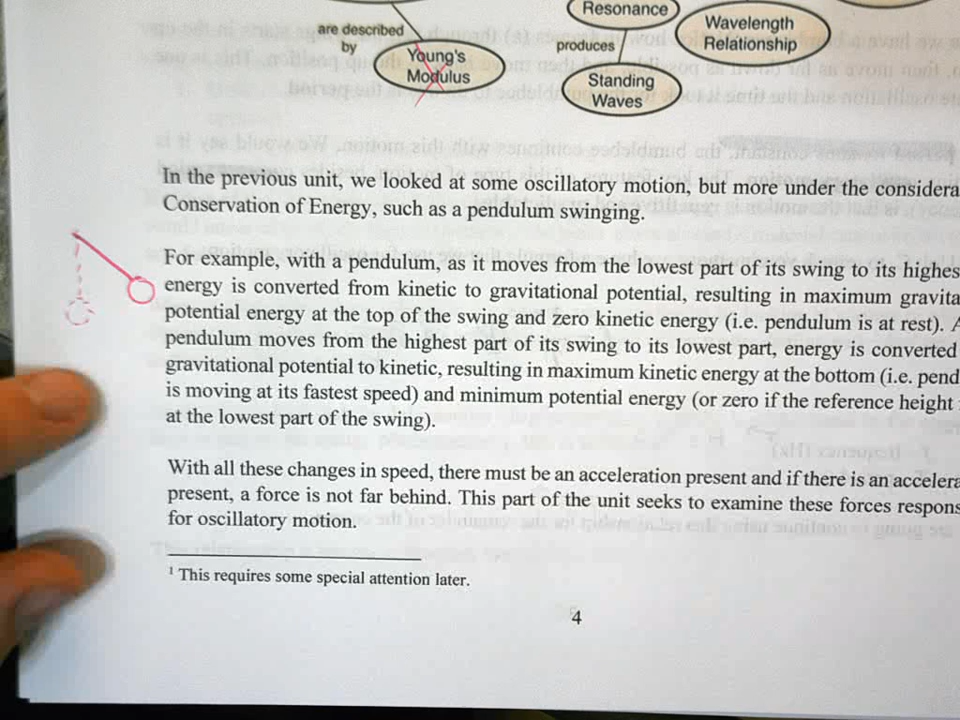 Resonance
are described
by
Young's
Modulus
produces
Wavelength
Relationship
Standing
Waves
In the previous unit, we looked at some oscillatory motion, but more under the
Conservation of Energy, such as a pendulum swinging.
For example, with a pendulum, as it moves from the lowest part of its swing to its
energy is converted from kinetic to gravitational potential, resulting in maximum
potential energy at the top of the swing and zero kinetic energy (i.e. pendulum is at rest).
pendulum moves from the highest part of its swing to its lowest part, energy is converted
gravitational potential to kinetic, resulting in maximum kinetic energy at the bottom (i.e.
is moving at its fastest speed) and minimum potential energy (or zero if the reference height
at the lowest part of the swing).
With all these changes in speed, there must be an acceleration present and if there is an
present, a force is not far behind. This part of the unit seeks to examine these forces
for oscillatory motion.
1 This requires some special attention later.
4